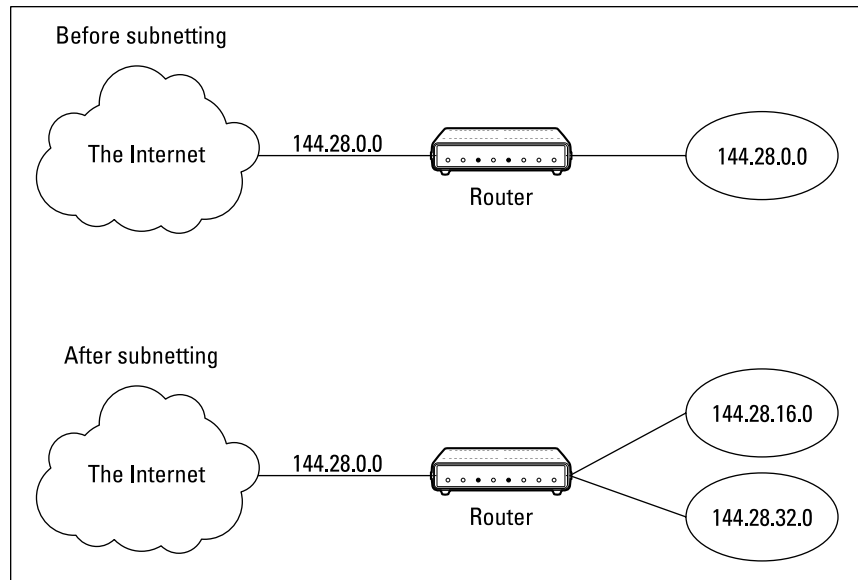 Before subnetting
The Internet
144.28.0.0
Router
144.28.0.0
After subnetting
The Internet
144.28.0.0
Router
144.28.16.0
144.28.32.0